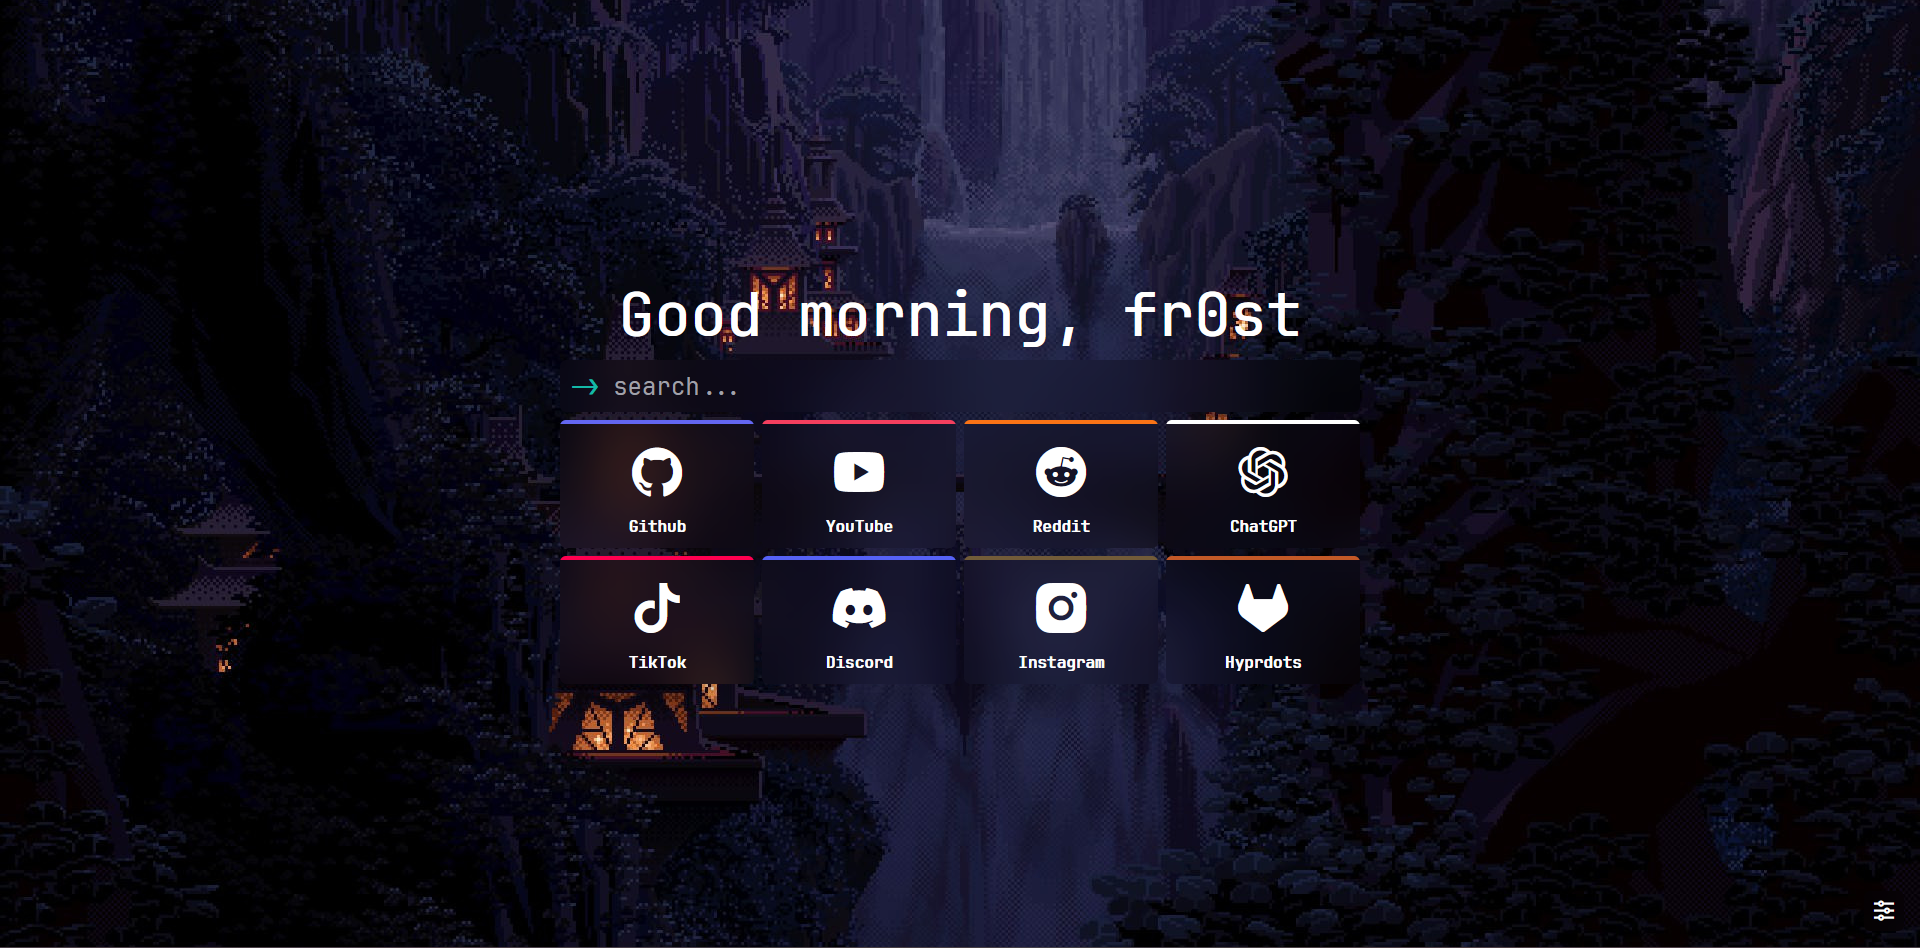 Good morning, fr0st
search...
Github YouTube Reddit ChatGPT
TikTok Discord Instagram Hyprdots